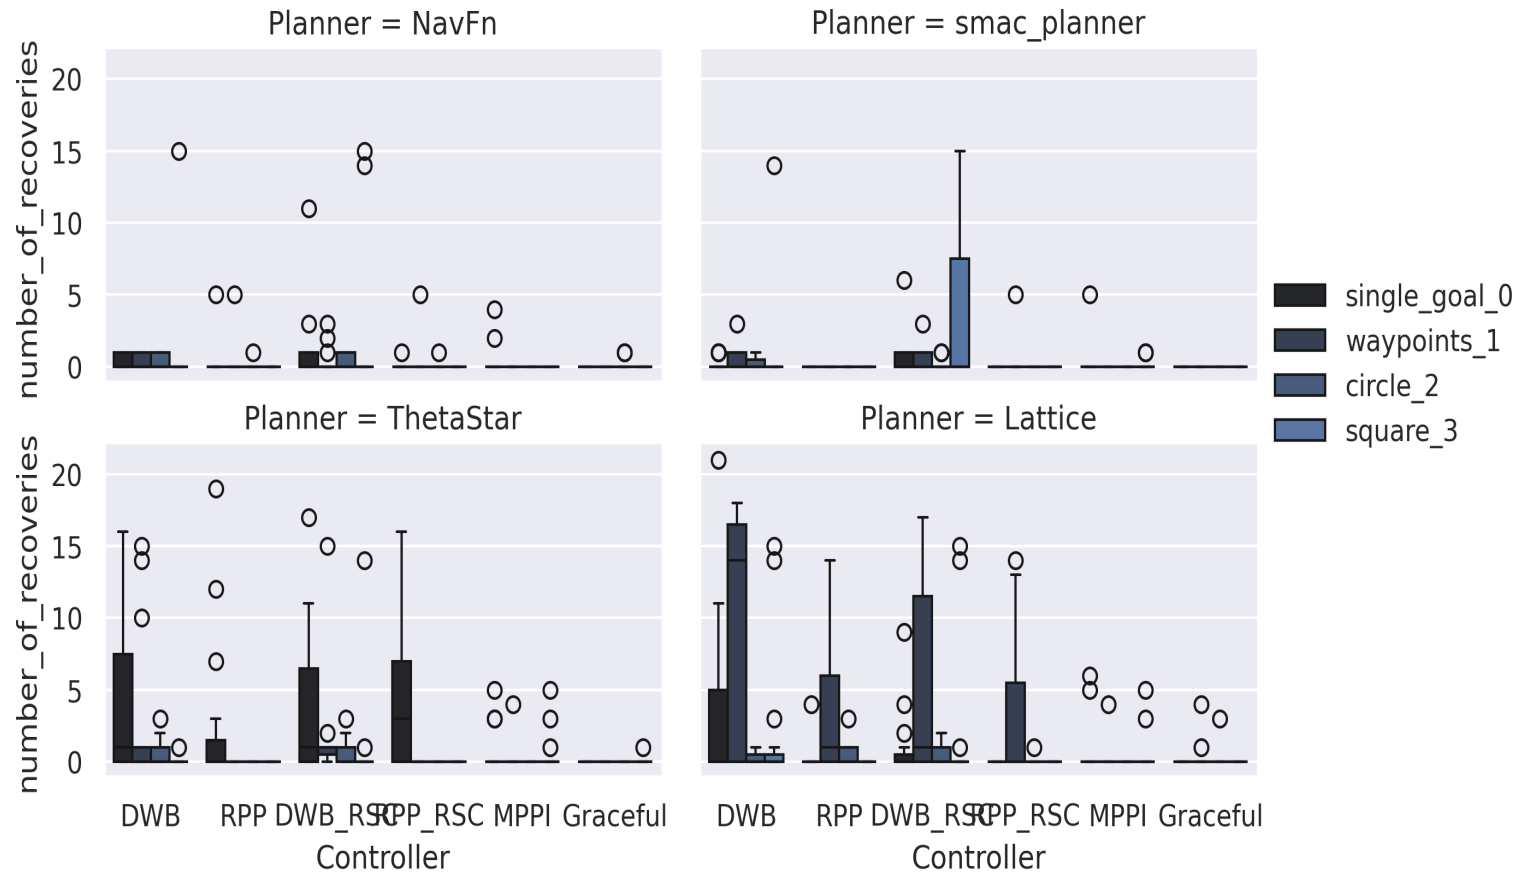 Planner = NavFn
Planner = smac_planner
number_of_recoveries
20
15
10
5
0
single_goal_0
waypoints_1
circle_2
square_3
Planner = ThetaStar
Planner = Lattice
number_of_recoveries
20
15
10
5
0
DWB RPP DWB_RSC RPP_RSC MPPI Graceful
DWB RPP DWB_RSC RPP_RSC MPPI Graceful
Controller
Controller